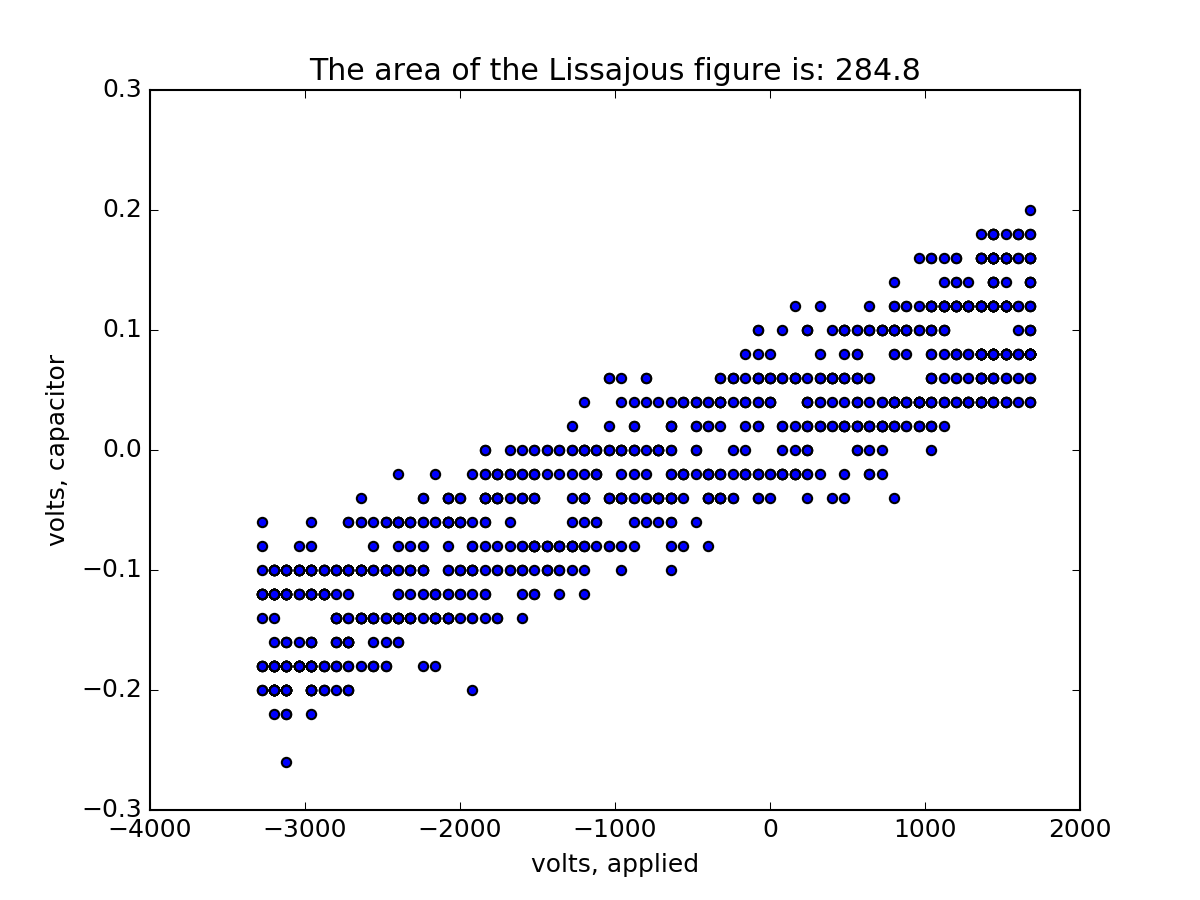 The area of the Lissajous figure is: 284.8
0.3
0.2
0.1
0.0
−0.1
−0.2
−0.3
volts, capacitor
−4000 −3000 −2000 −1000 0 1000 2000
volts, applied